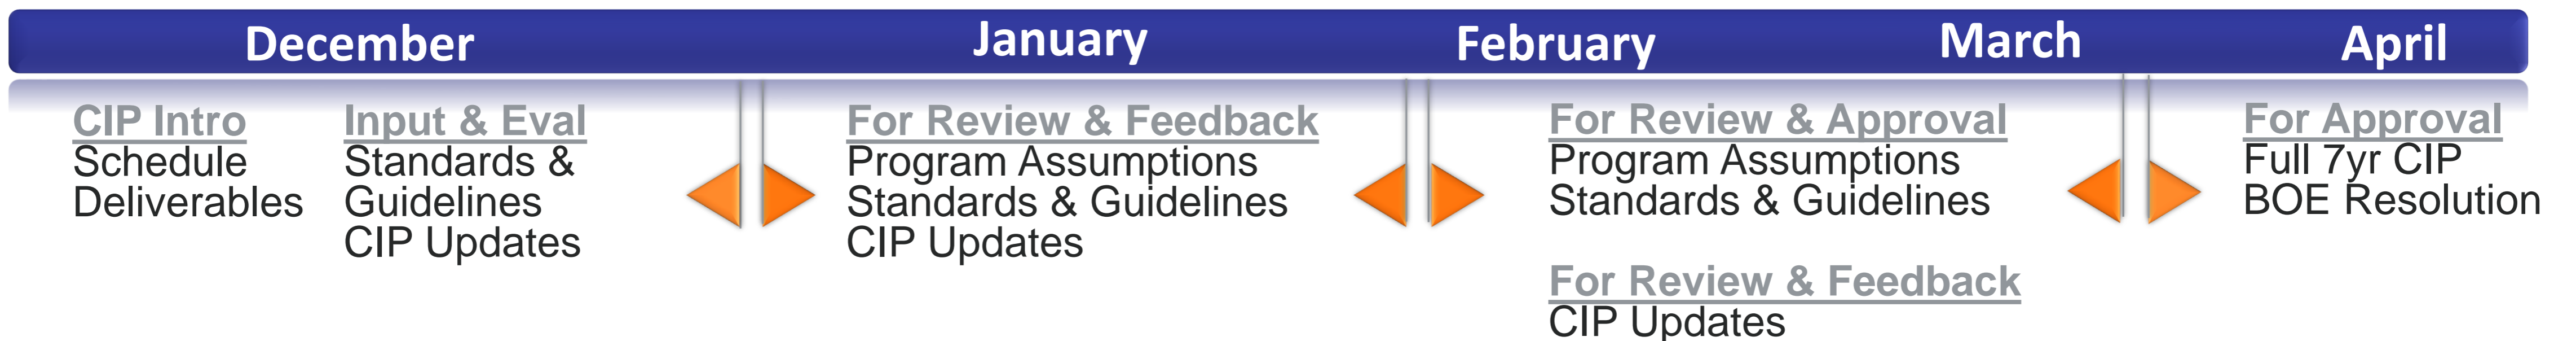 December
January
February
March
April
CIP Intro
Schedule
Deliverables
Input & Eval
Standards &
Guidelines
CIP Updates
For Review & Feedback
Program Assumptions
Standards & Guidelines
CIP Updates
For Review & Approval
Program Assumptions
Standards & Guidelines
For Review & Feedback
CIP Updates
For Approval
Full 7yr CIP
BOE Resolution